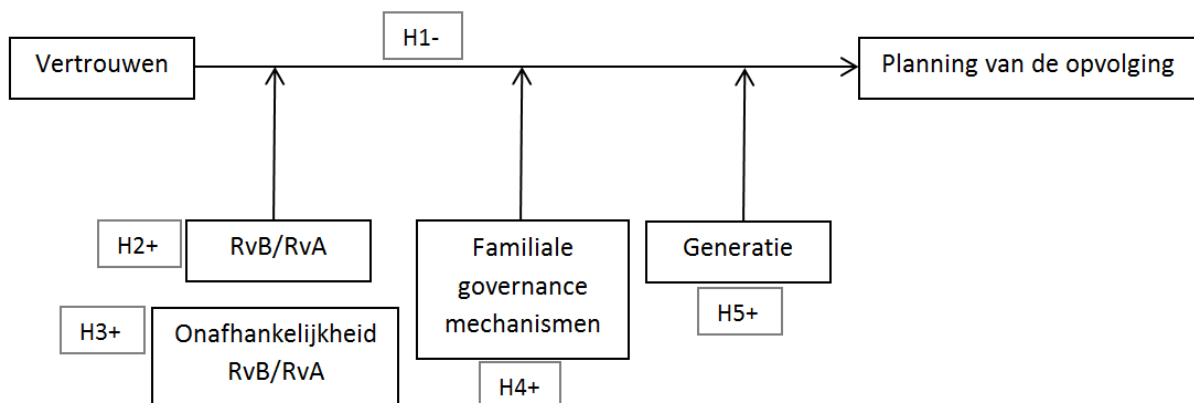 H1-
Vertrouwen
Planning van de opvolging
H2+
RvB/RvA
Familiale
governance
mechanismen
Generatie
H5+
H3+
Onafhankelijkheid
RvB/RvA
H4+